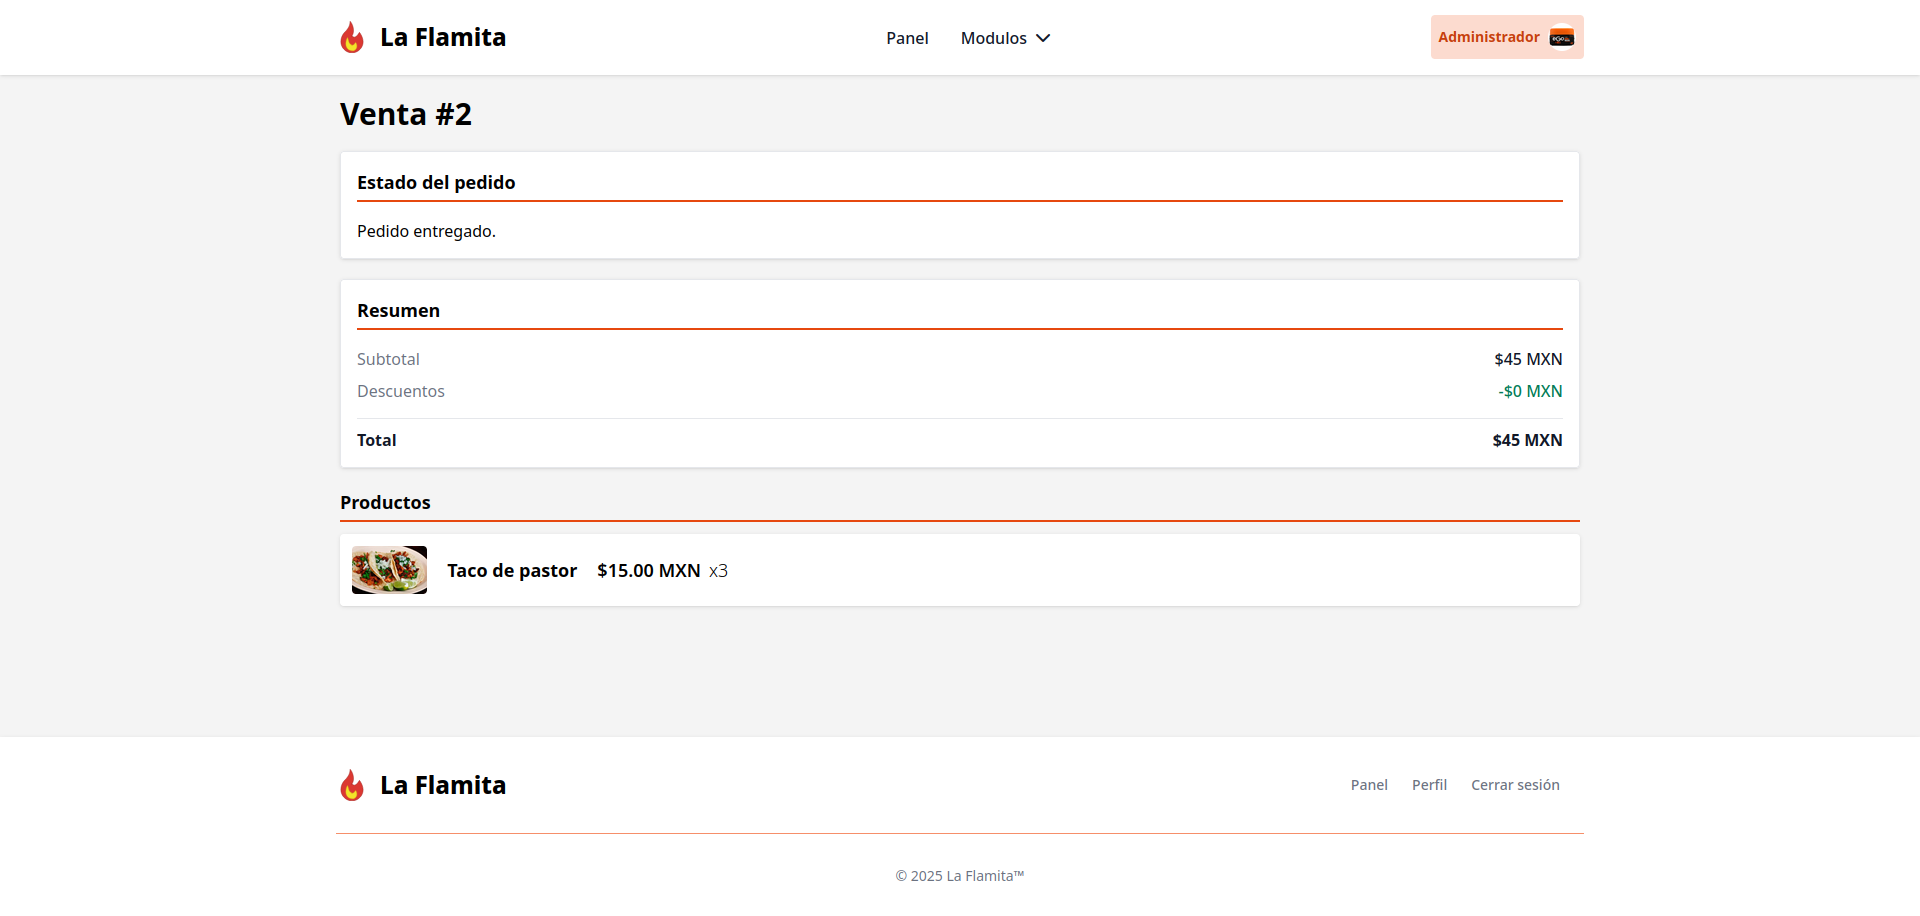 La Flamita
Panel Modulos
Administrador
Venta #2
Estado del pedido
Pedido entregado.
Resumen
Subtotal $45 MXN
Descuentos -$0 MXN
Total $45 MXN
Productos
Taco de pastor $15.00 MXN x3
La Flamita
Panel Perfil Cerrar sesión
© 2025 La Flamita™